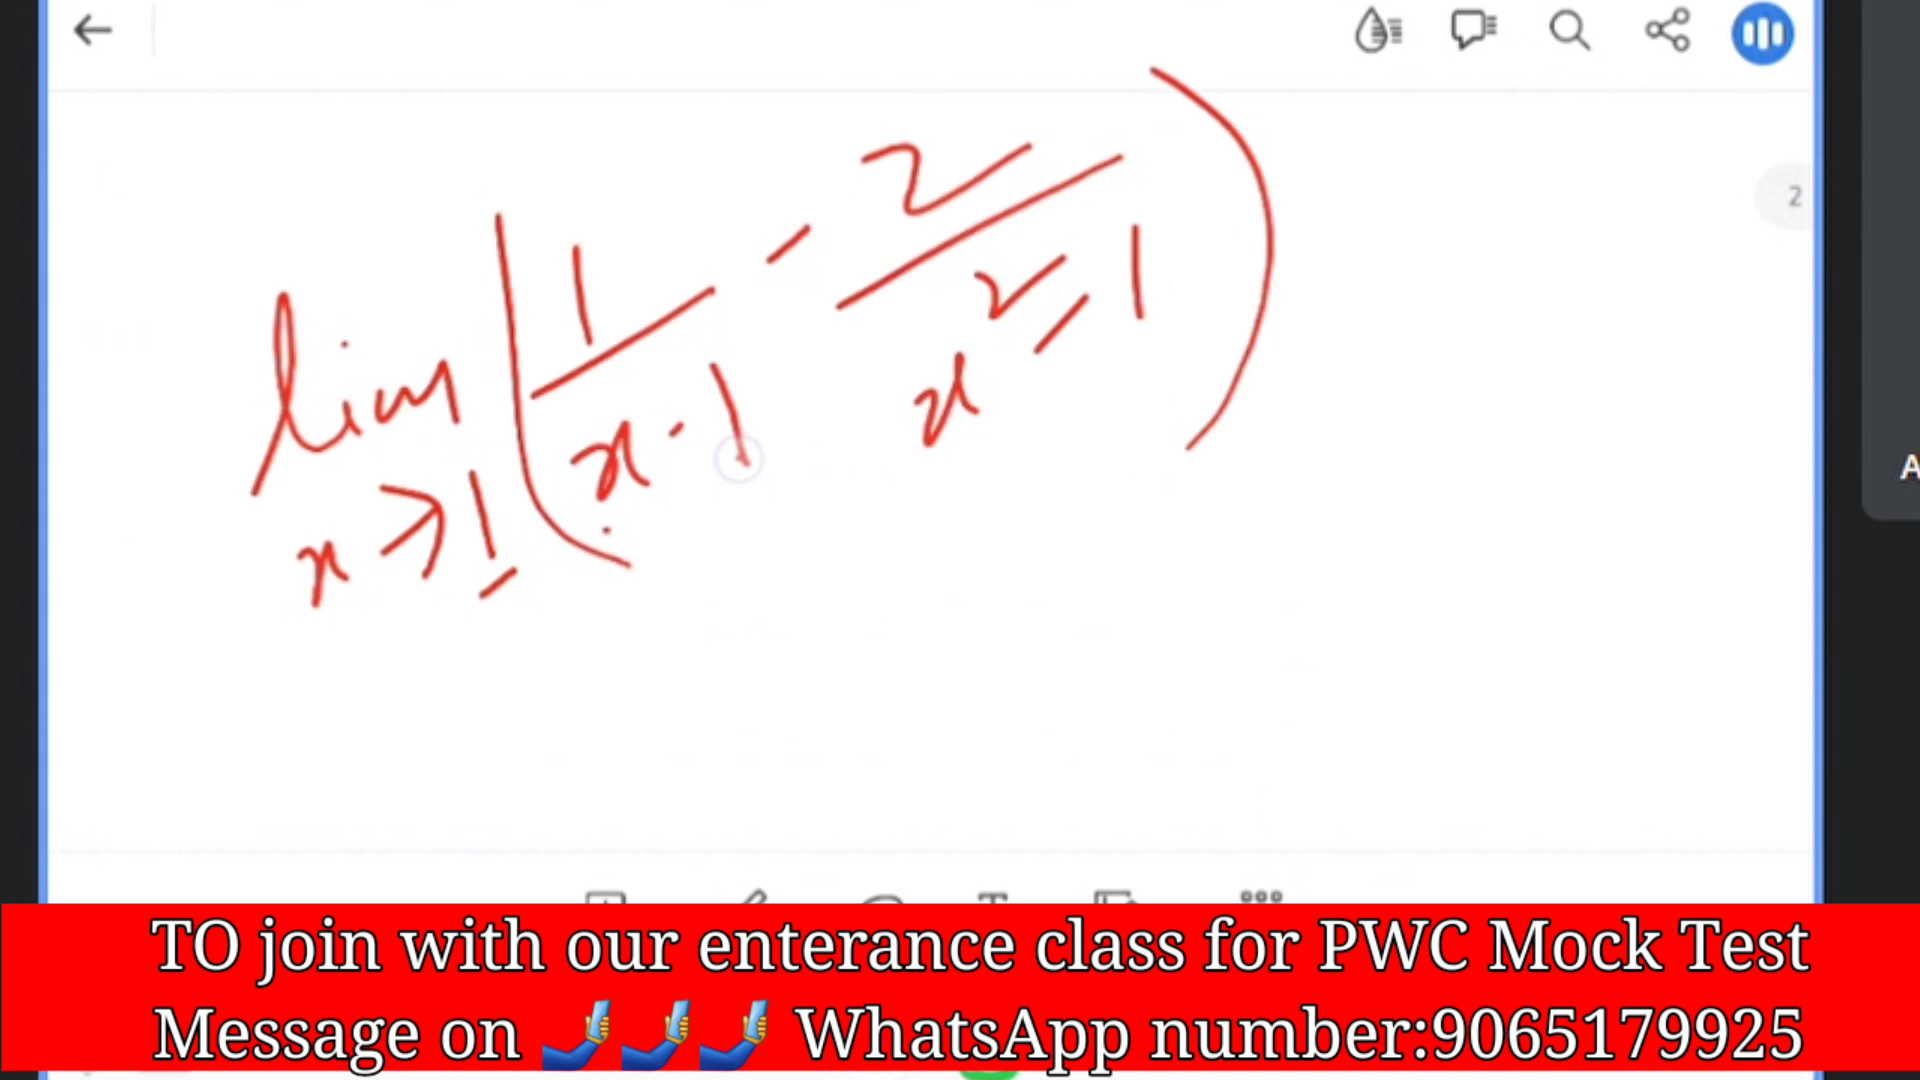 2
lim x→1 (1/x-1 - 2/x²-1)
A
TO join with our enterance class for PWC Mock Test
Message on 🤳🤳🤳 WhatsApp number:9065179925